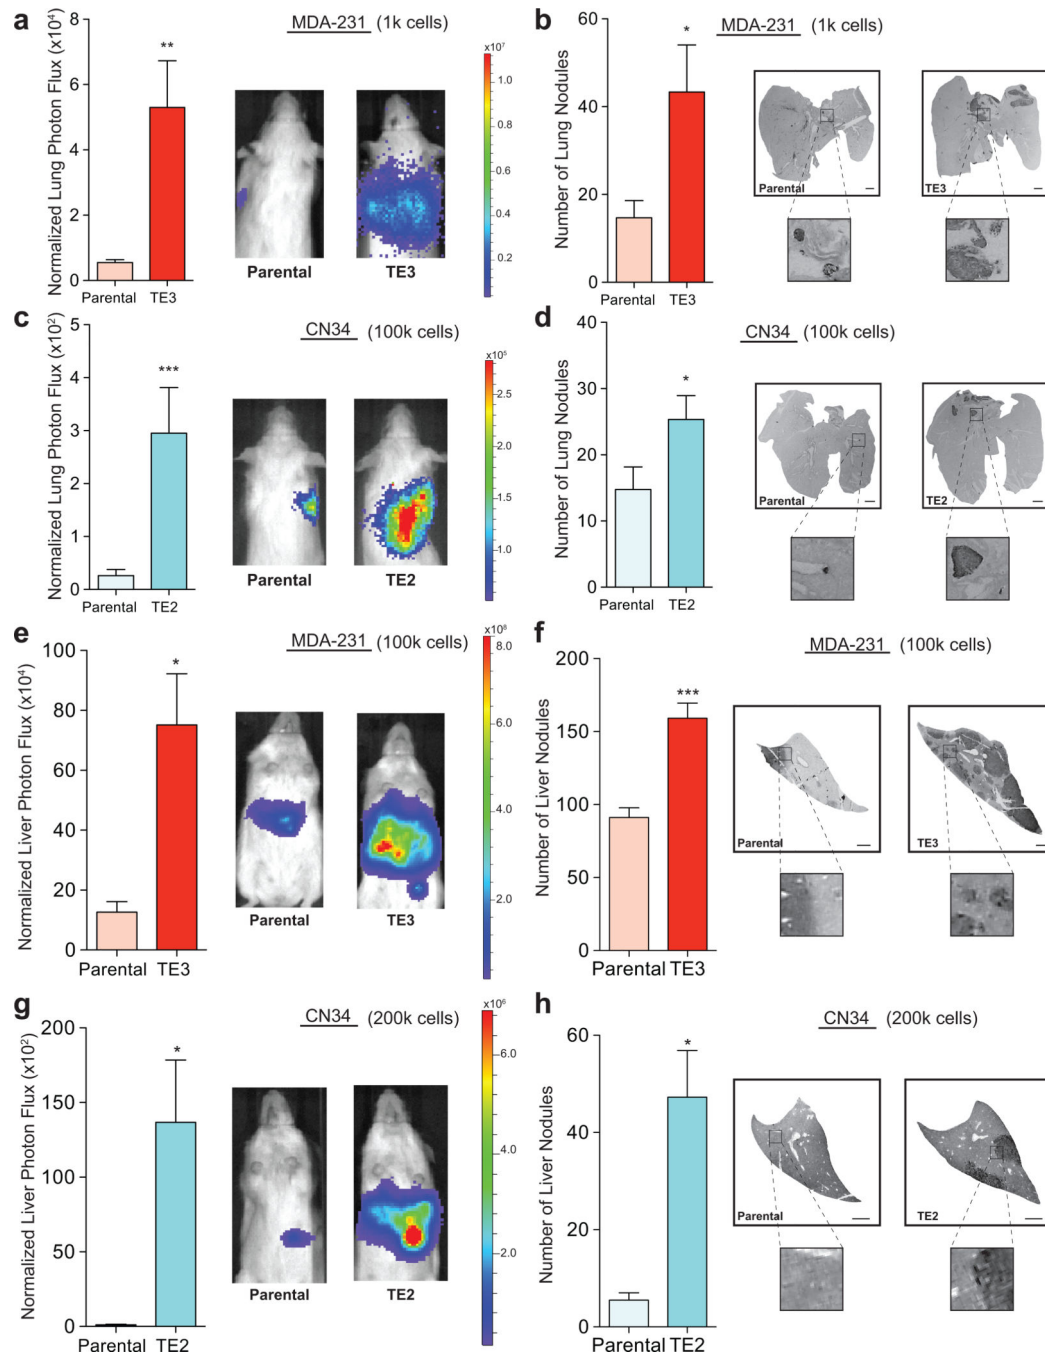 a
MDA-231 (1k cells)
Normalized Lung Photon Flux (x10⁴)
8
6
4
2
0
**
Parental
TE3
Parental
TE3
x10⁷
1.0
0.8
0.6
0.4
0.2
b
MDA-231 (1k cells)
Number of Lung Nodules
60
40
20
0
*
Parental
TE3
Parental
TE3
c
CN34 (100k cells)
Normalized Lung Photon Flux (x10²)
5
4
3
2
1
0
***
Parental
TE2
Parental
TE2
x10⁵
2.5
2.0
1.5
1.0
d
CN34 (100k cells)
Number of Lung Nodules
40
30
20
10
0
*
Parental
TE2
Parental
TE2
e
MDA-231 (100k cells)
Normalized Liver Photon Flux (x10⁴)
100
80
60
40
20
0
*
Parental
TE3
Parental
TE3
x10⁸
8.0
6.0
4.0
2.0
f
MDA-231 (100k cells)
Number of Liver Nodules
200
150
100
50
0
***
Parental
TE3
Parental
TE3
g
CN34 (200k cells)
Normalized Liver Photon Flux (x10²)
200
150
100
50
0
*
Parental
TE2
Parental
TE2
x10⁶
6.0
4.0
2.0
h
CN34 (200k cells)
Number of Liver Nodules
60
40
20
0
*
Parental
TE2
Parental
TE2